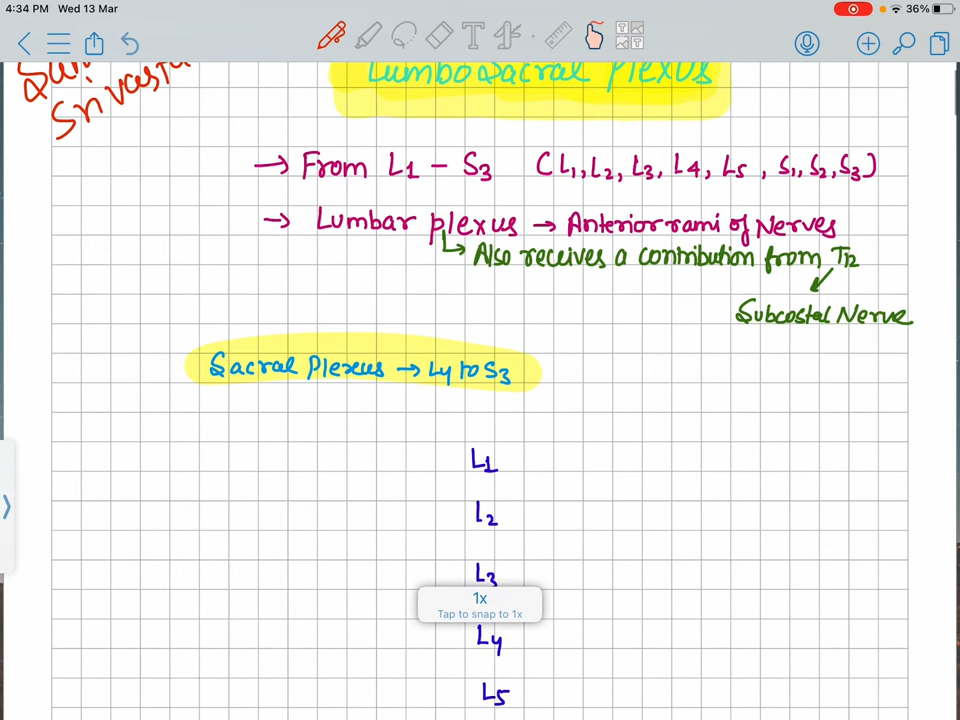 4:34 PM Wed 13 Mar
36%
Lumbosacral plexus
Srivasta
→ From L1 – S3 (L1, L2, L3, L4, L5, S1, S2, S3)
→ Lumbar plexus → Anterior rami of Nerves
↳ Also receives a contribution from T12
Subcostal Nerve
Sacral Plexus → L4 to S3
L1
L2
L3
1x
Tap to snap to 1x
L4
L5